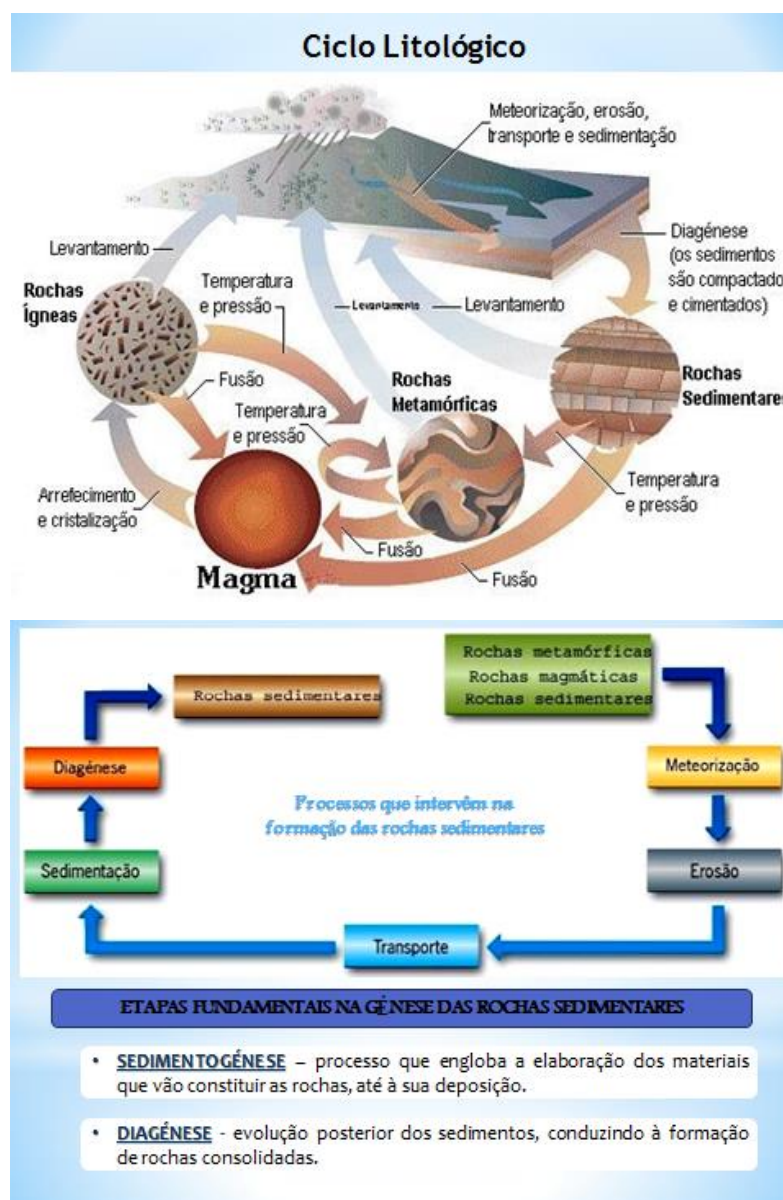 Ciclo Litológico
Meteorização, erosão,
transporte e sedimentação
Levantamento
Diagénese
(os sedimentos
são compactado
e cimentados)
Rochas
Ígneas
Temperatura
e pressão
Levantamento
Levantamento
Rochas
Metamórficas
Rochas
Sedimentare
Fusão
Temperatura
e pressão
Temperatura
e pressão
Arrefecimento
e cristalização
Fusão
Magma
Fusão
Rochas metamórficas
Rochas magmáticas
Rochas sedimentares
Rochas sedimentares
Diagénese
Meteorização
Processos que intervêm na
formação das rochas sedimentares
Sedimentação
Erosão
Transporte
ETAPAS FUNDAMENTAIS NA GÉNESE DAS ROCHAS SEDIMENTARES
• SEDIMENTOGÉNESE – processo que engloba a elaboração dos materiais
que vão constituir as rochas, até à sua deposição.
• DIAGÉNESE - evolução posterior dos sedimentos, conduzindo à formação
de rochas consolidadas.